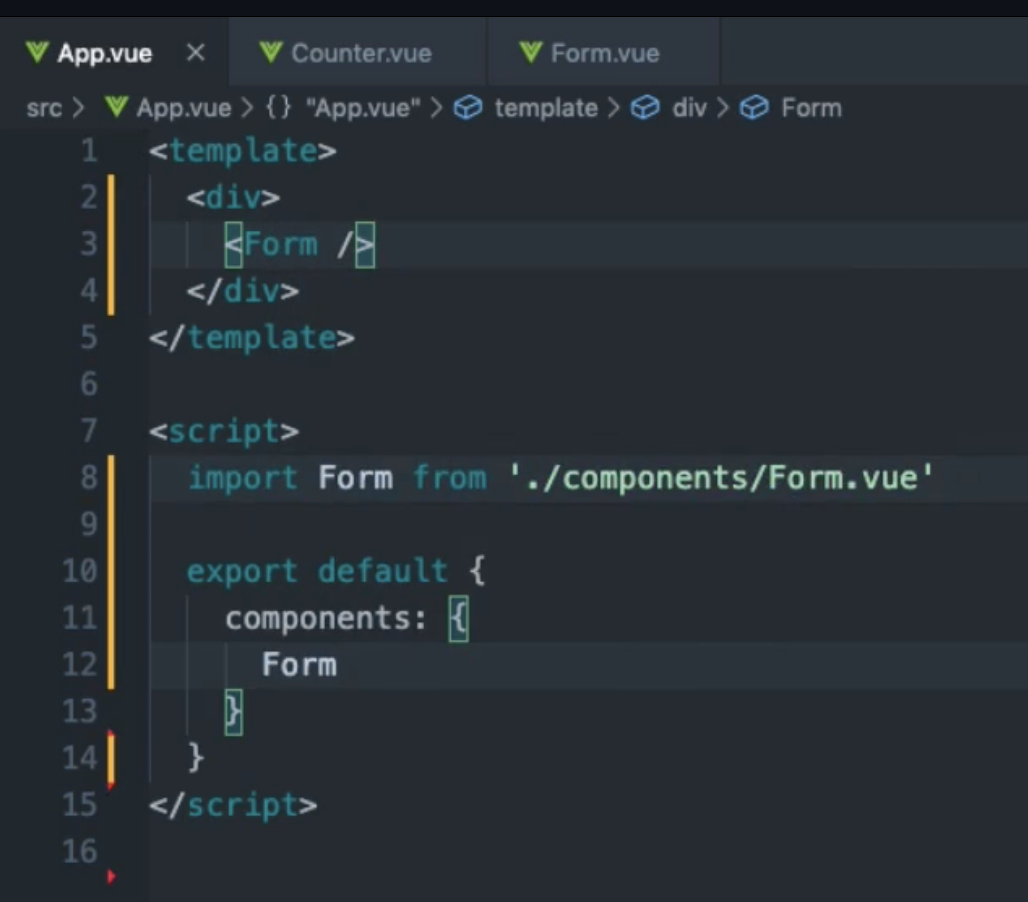 App.vue × Counter.vue Form.vue
src > App.vue > {} "App.vue" > template > div > Form
1 <template>
2 <div>
3 <Form />
4 </div>
5 </template>
6
7 <script>
8 import Form from './components/Form.vue'
9
10 export default {
11 components: {
12 Form
13 }
14 }
15 </script>
16